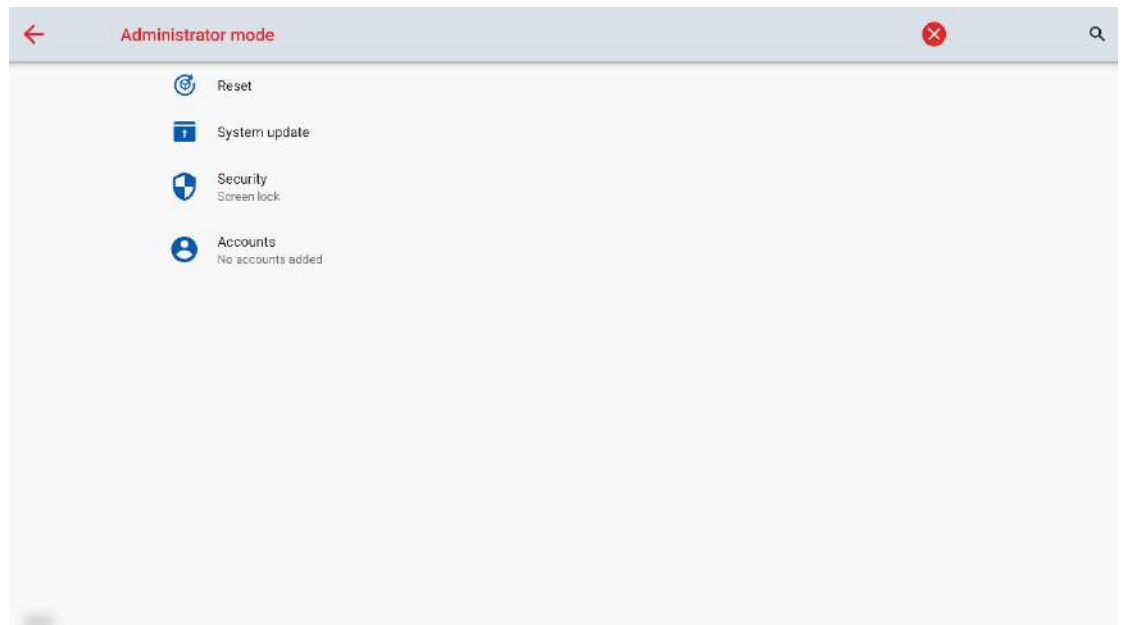 Administrator mode
Reset
System update
Security
Screen lock
Accounts
No accounts added